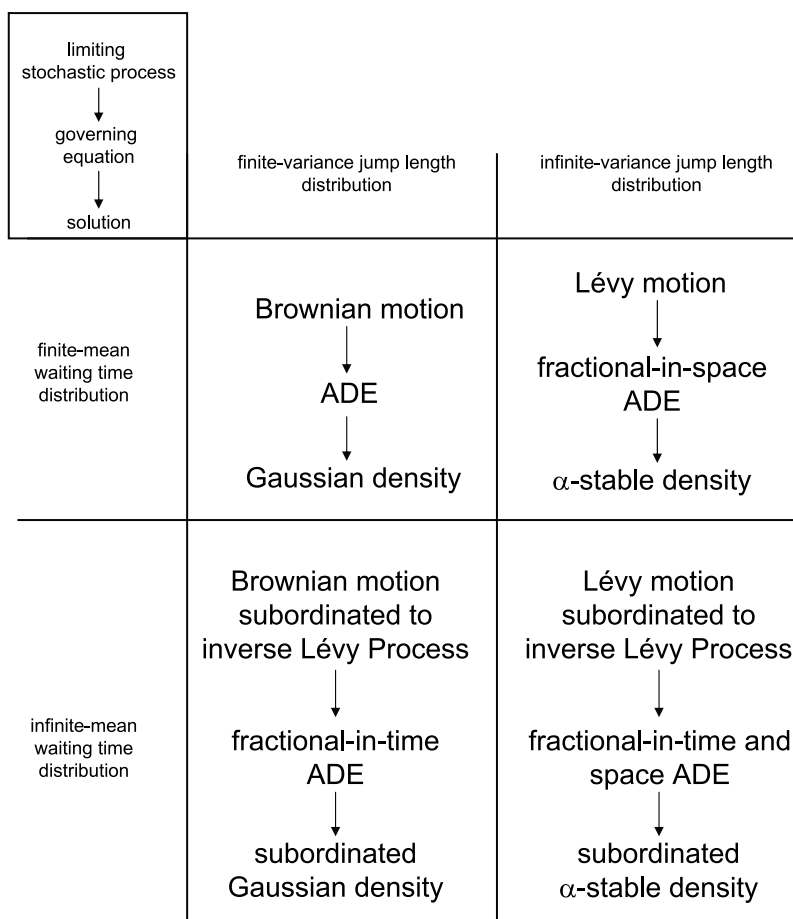 limiting
stochastic process
governing
equation
solution
finite-variance jump length
distribution
infinite-variance jump length
distribution
finite-mean
waiting time
distribution
Brownian motion
ADE
Gaussian density
Lévy motion
fractional-in-space
ADE
α-stable density
infinite-mean
waiting time
distribution
Brownian motion
subordinated to
inverse Lévy Process
fractional-in-time
ADE
subordinated
Gaussian density
Lévy motion
subordinated to
inverse Lévy Process
fractional-in-time and
space ADE
subordinated
α-stable density